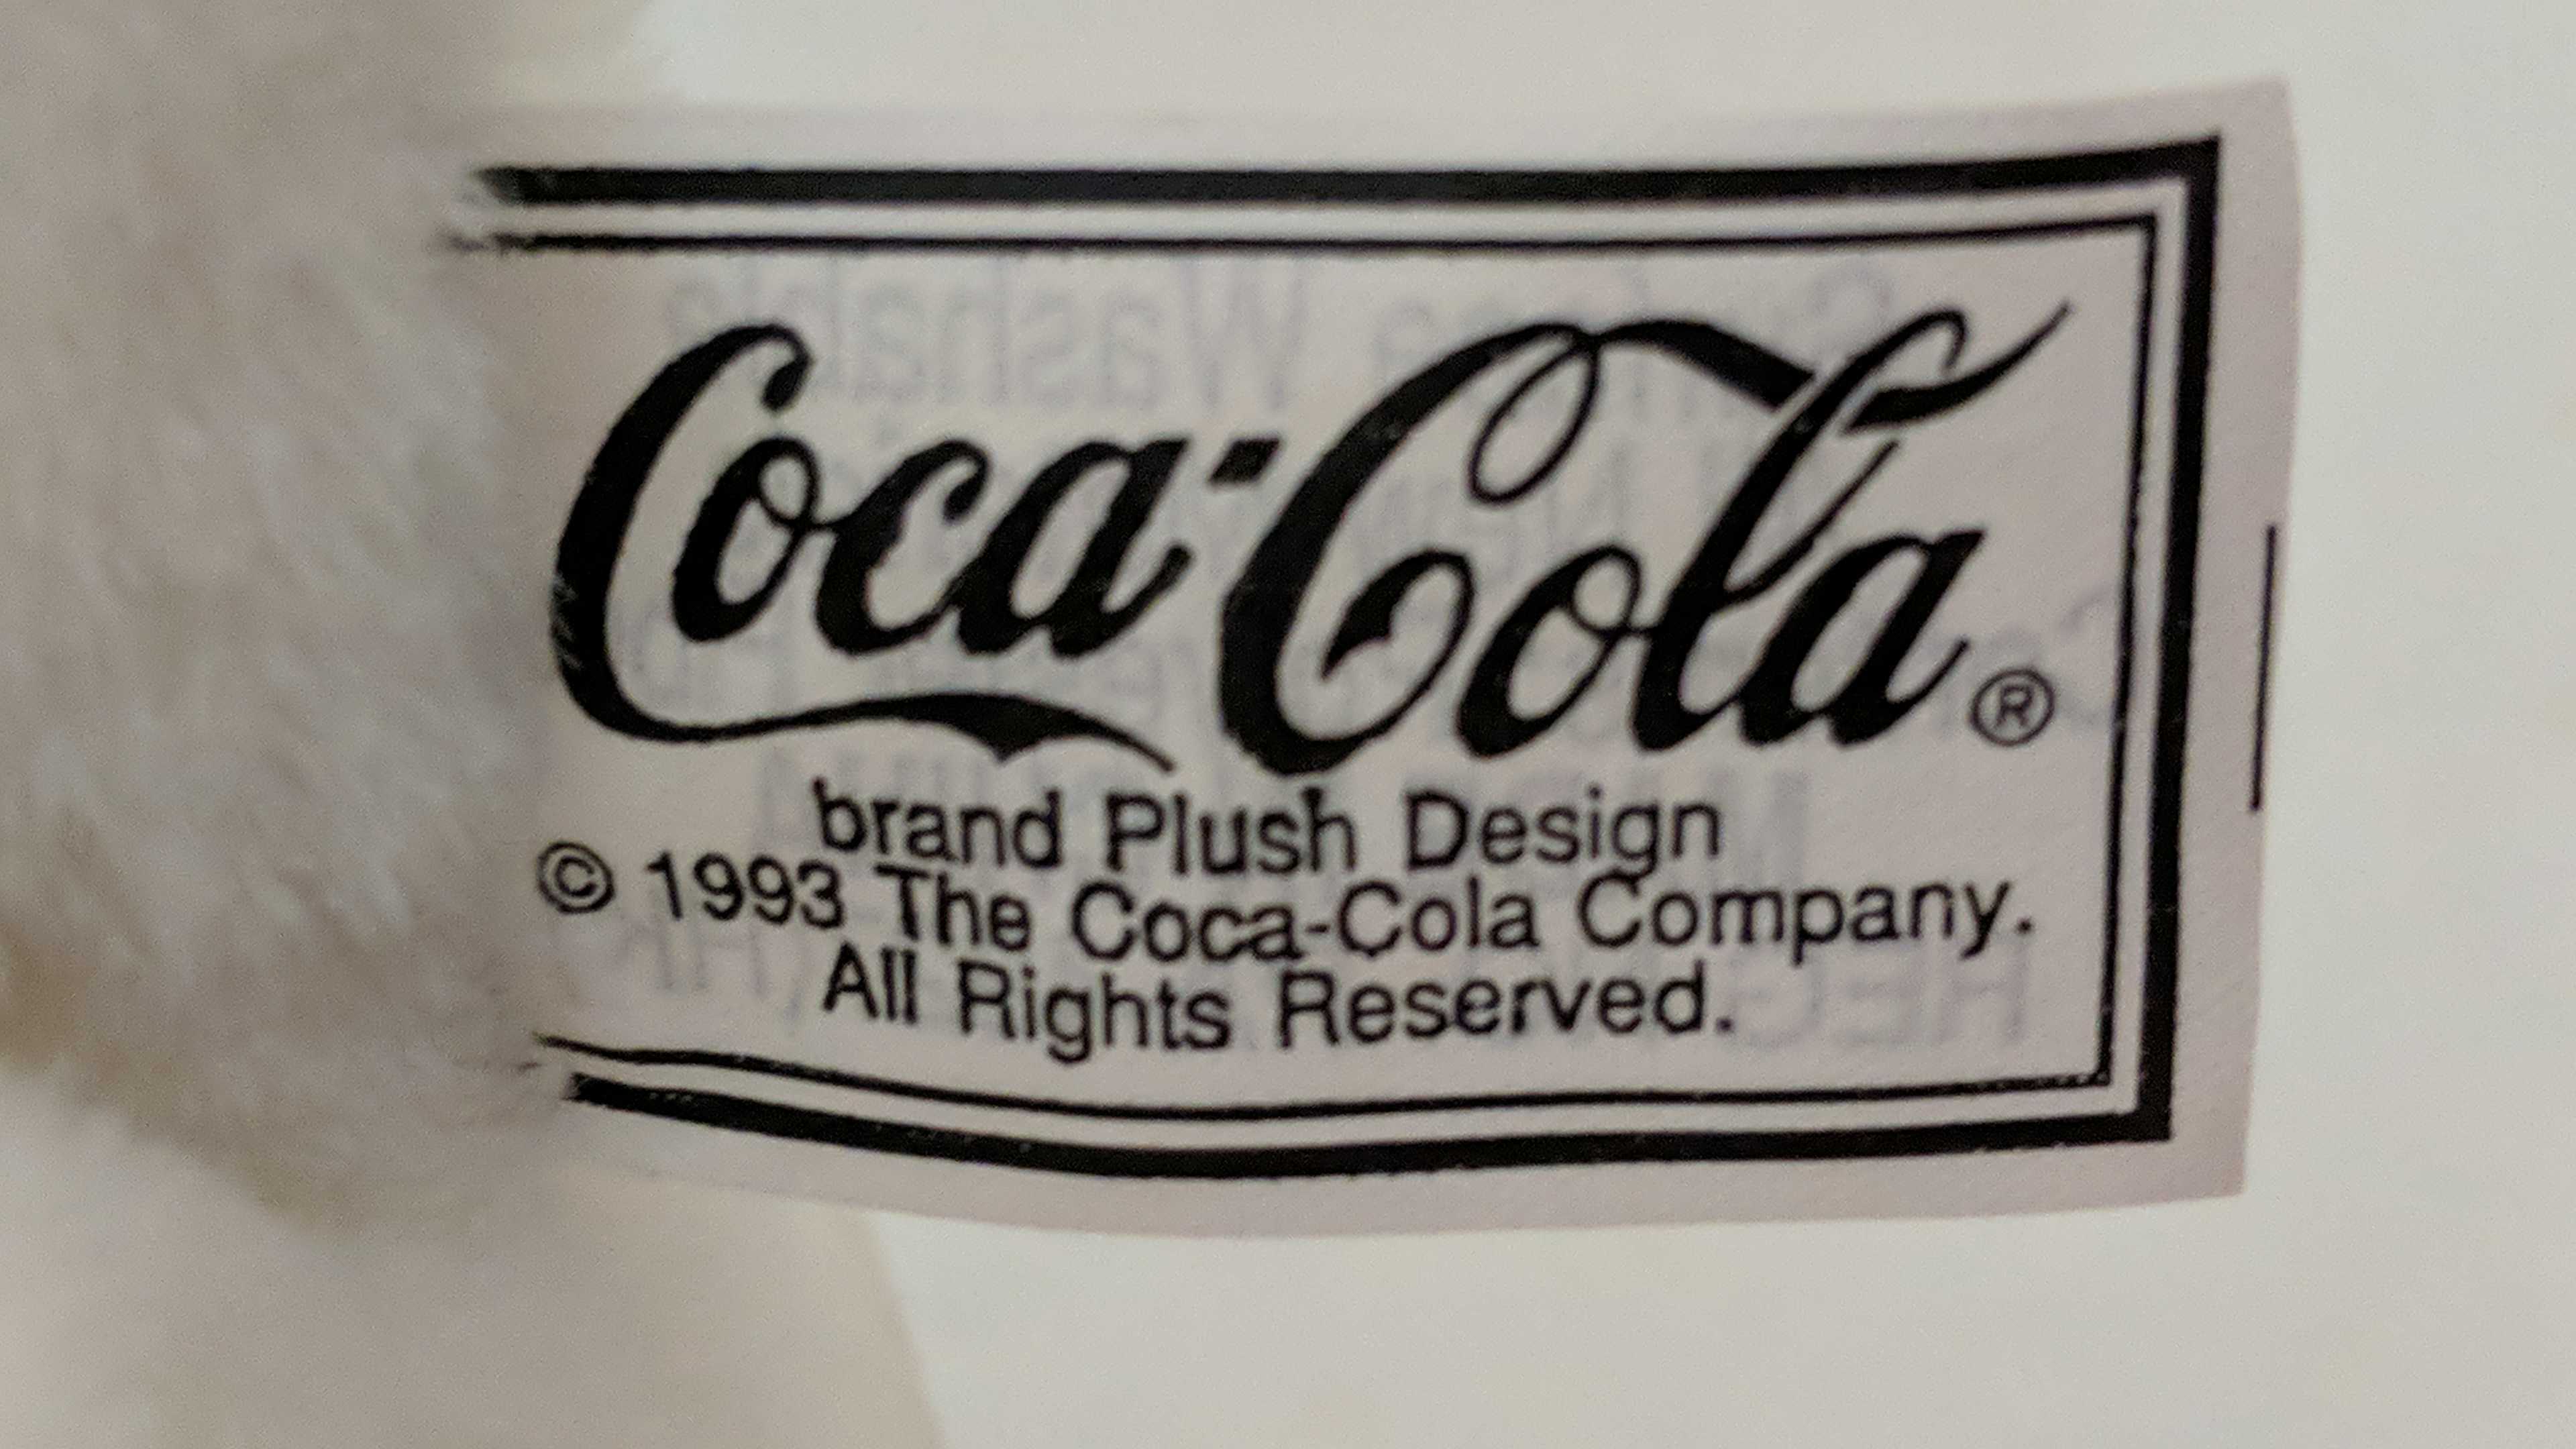 Coca-Cola®
brand Plush Design
© 1993 The Coca-Cola Company.
All Rights Reserved.